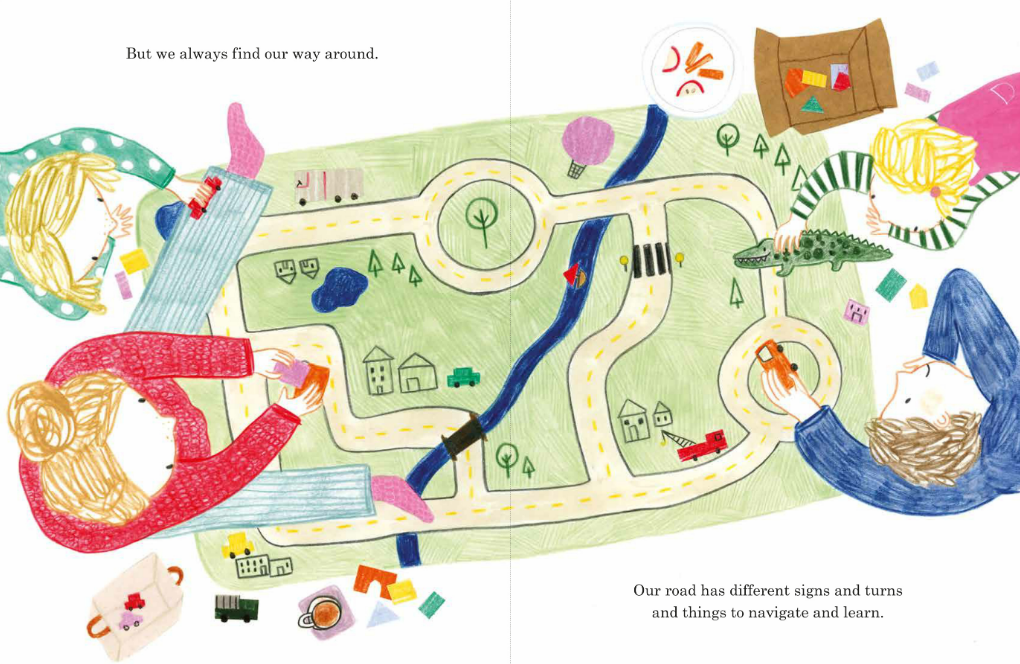 But we always find our way around.
Our road has different signs and turns
and things to navigate and learn.